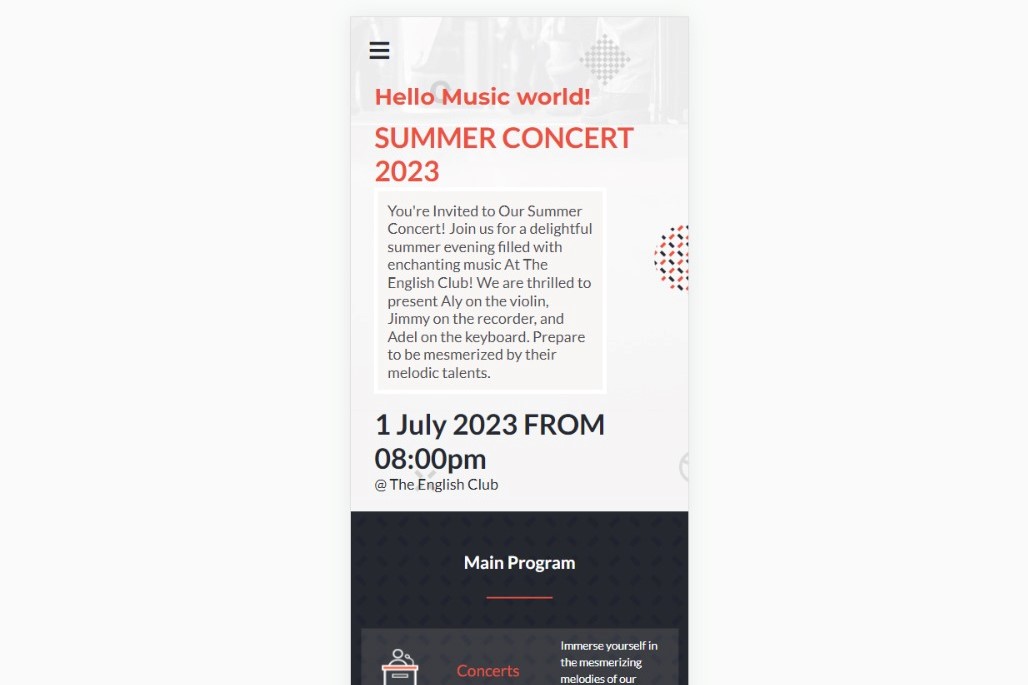 Hello Music world!
SUMMER CONCERT
2023
You're Invited to Our Summer
Concert! Join us for a delightful
summer evening filled with
enchanting music At The
English Club! We are thrilled to
present Aly on the violin,
Jimmy on the recorder, and
Adel on the keyboard. Prepare
to be mesmerized by their
melodic talents.
1 July 2023 FROM
08:00pm
@ The English Club
Main Program
Concerts
Immerse yourself in
the mesmerizing
melodies of our